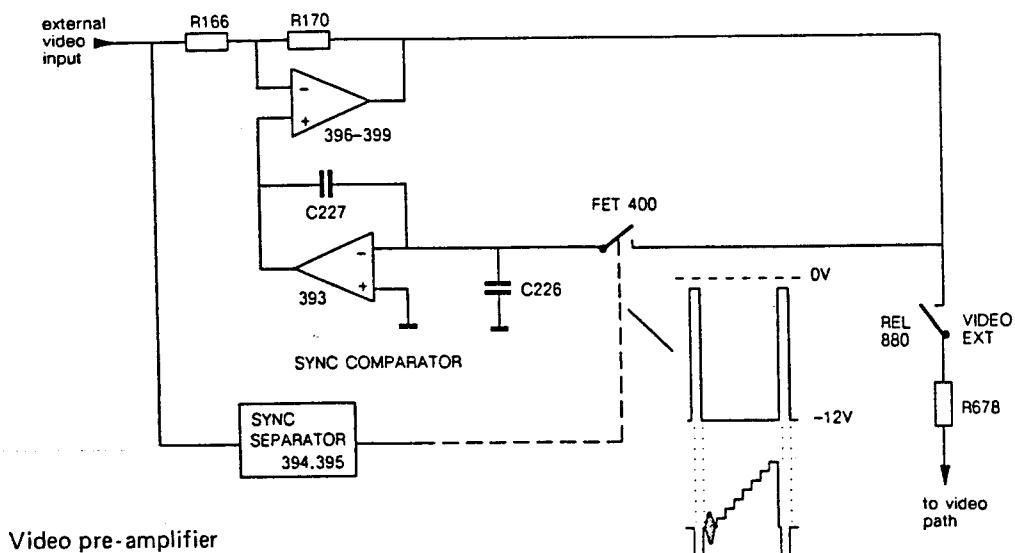 external
video
input
R166
R170
-
+
396-399
C227
FET 400
-
+
393
C226
0V
SYNC COMPARATOR
REL
880
VIDEO
EXT
-12V
R678
SYNC
SEPARATOR
394.395
to video
path
Video pre-amplifier